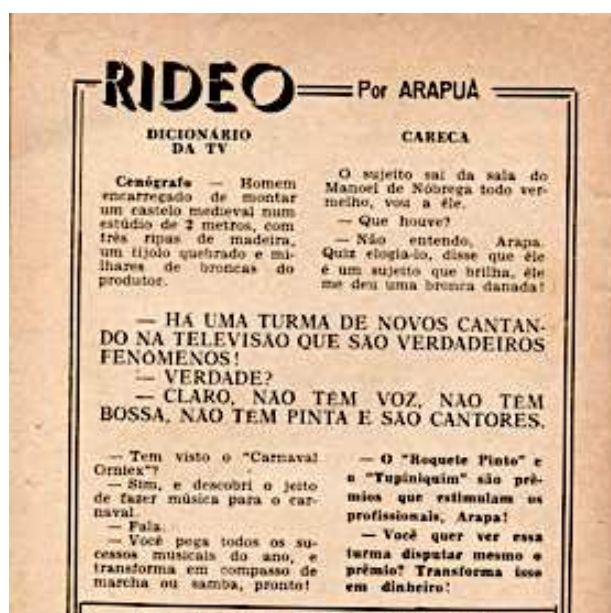 RIDEO
Por ARAPUÃ
DICIONÁRIO
DA TV
Cenógrafo — Homem
encarregado de montar
um castelo medieval num
estúdio de 2 metros, com
três ripas de madeira,
um tijolo quebrado e mi-
lhares de broncas do
produtor.
CARECA
O sujeito sai da sala do
Manoel de Nóbrega todo ver-
melho, vou a êle.
— Que houve?
— Não entendo, Arapa.
Quiz elogia-lo, disse que êle
e um sujeito que brilha, êle
me deu uma bronca danada!
— HÁ UMA TURMA DE NOVOS CANTAN-
DO NA TELEVISÃO QUE SÃO VERDADEIROS
FENÔMENOS!
— VERDADE?
— CLARO, NÃO TÊM VOZ, NÃO TÊM
BOSSA, NÃO TÊM PINTA E SÃO CANTORES.
— Tem visto o "Carnaval
Orniex"?
— Sim, e descobri o jeito
de fazer música para o car-
naval.
— Fala.
— Você pega todos os su-
cessos musicais do ano, e
transforma em compasso de
marcha ou samba, pronto!
— O "Roquete Pinto" e
o "Tupiniquim" são prê-
mios que estimulam os
profissionais, Arapa!
— Você quer ver essa
turma disputar mesmo o
prêmio? Transforma isso
em dinheiro!